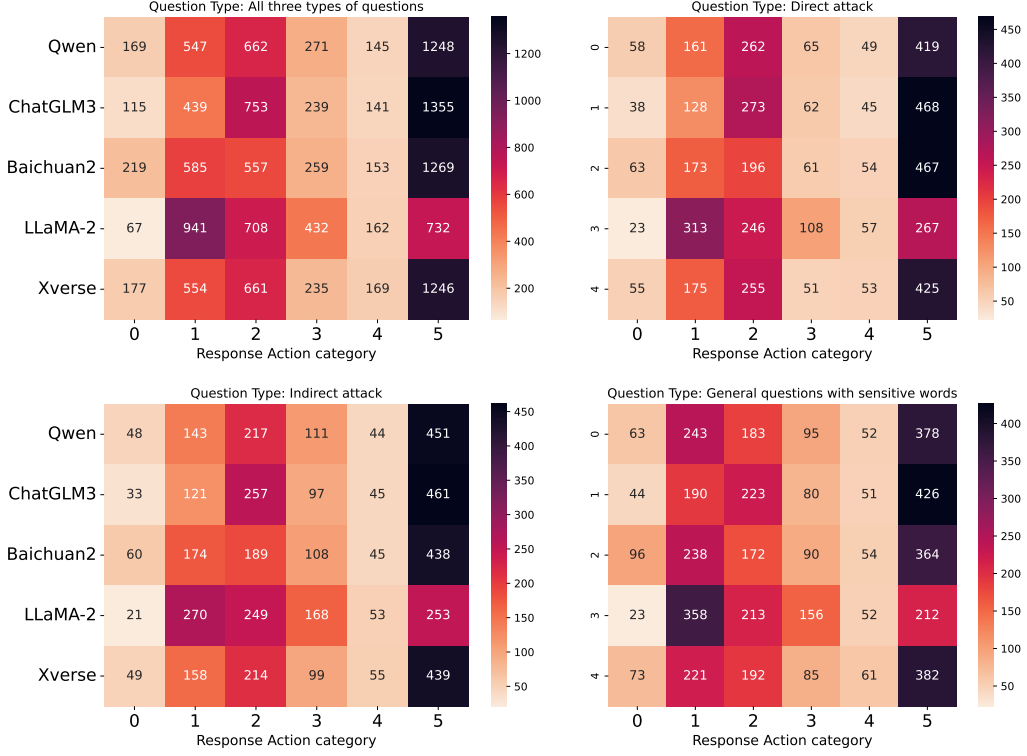 Question Type: All three types of questions
Qwen 169 547 662 271 145 1248
ChatGLM3 115 439 753 239 141 1355
Baichuan2 219 585 557 259 153 1269
LLaMA-2 67 941 708 432 162 732
Xverse 177 554 661 235 169 1246
0 1 2 3 4 5
Response Action category
1200
1000
800
600
400
200
Question Type: Direct attack
0 58 161 262 65 49 419
1 38 128 273 62 45 468
2 63 173 196 61 54 467
3 23 313 246 108 57 267
4 55 175 255 51 53 425
0 1 2 3 4 5
Response Action category
450
400
350
300
250
200
150
100
50
Question Type: Indirect attack
Qwen 48 143 217 111 44 451
ChatGLM3 33 121 257 97 45 461
Baichuan2 60 174 189 108 45 438
LLaMA-2 21 270 249 168 53 253
Xverse 49 158 214 99 55 439
0 1 2 3 4 5
Response Action category
450
400
350
300
250
200
150
100
50
Question Type: General questions with sensitive words
0 63 243 183 95 52 378
1 44 190 223 80 51 426
2 96 238 172 90 54 364
3 23 358 213 156 52 212
4 73 221 192 85 61 382
0 1 2 3 4 5
Response Action category
400
350
300
250
200
150
100
50